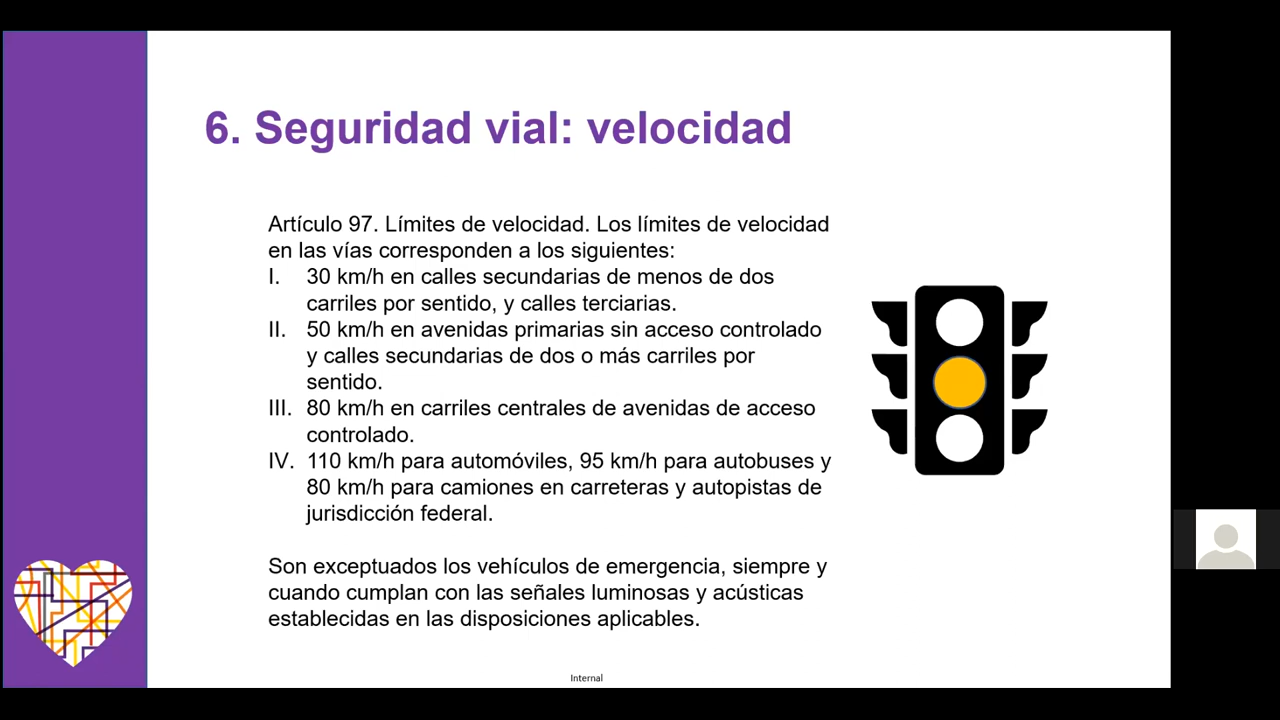 6. Seguridad vial: velocidad
Artículo 97. Límites de velocidad. Los límites de velocidad
en las vías corresponden a los siguientes:
I. 30 km/h en calles secundarias de menos de dos
carriles por sentido, y calles terciarias.
II. 50 km/h en avenidas primarias sin acceso controlado
y calles secundarias de dos o más carriles por
sentido.
III. 80 km/h en carriles centrales de avenidas de acceso
controlado.
IV. 110 km/h para automóviles, 95 km/h para autobuses y
80 km/h para camiones en carreteras y autopistas de
jurisdicción federal.
Son exceptuados los vehículos de emergencia, siempre y
cuando cumplan con las señales luminosas y acústicas
establecidas en las disposiciones aplicables.
Internal